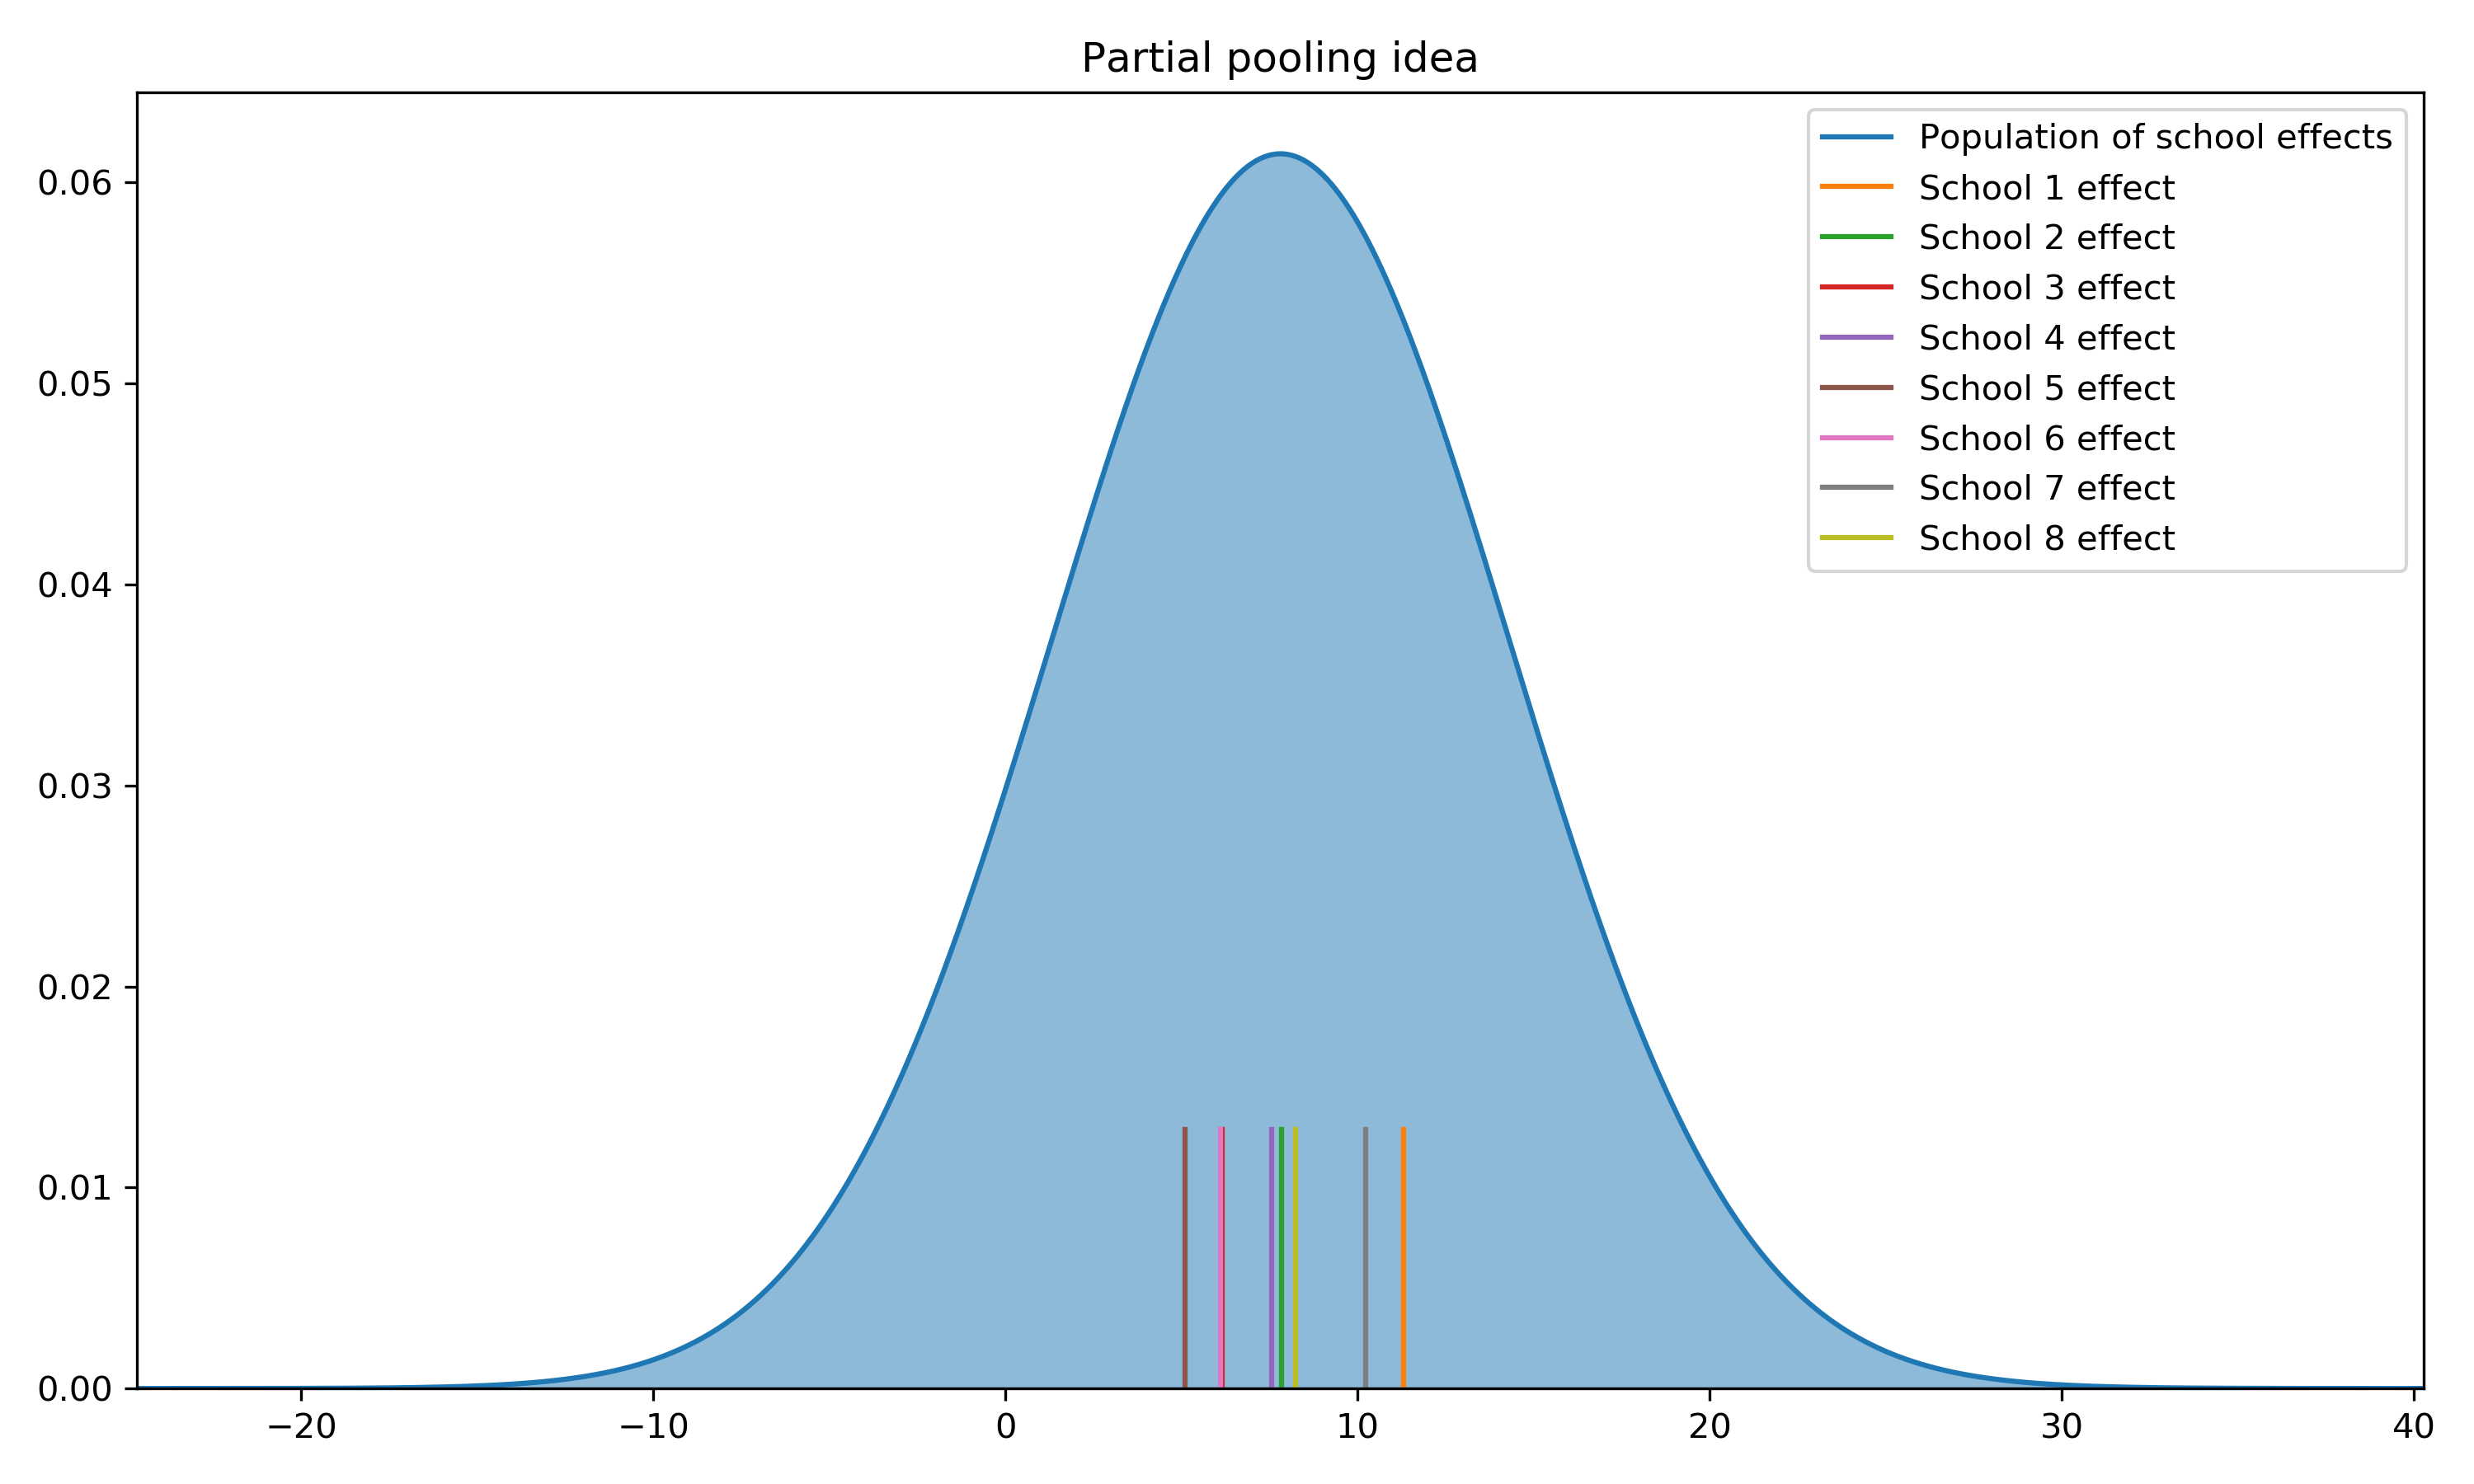 Partial pooling idea
Population of school effects
School 1 effect
School 2 effect
School 3 effect
School 4 effect
School 5 effect
School 6 effect
School 7 effect
School 8 effect
0.06
0.05
0.04
0.03
0.02
0.01
0.00
−20 −10 0 10 20 30 40